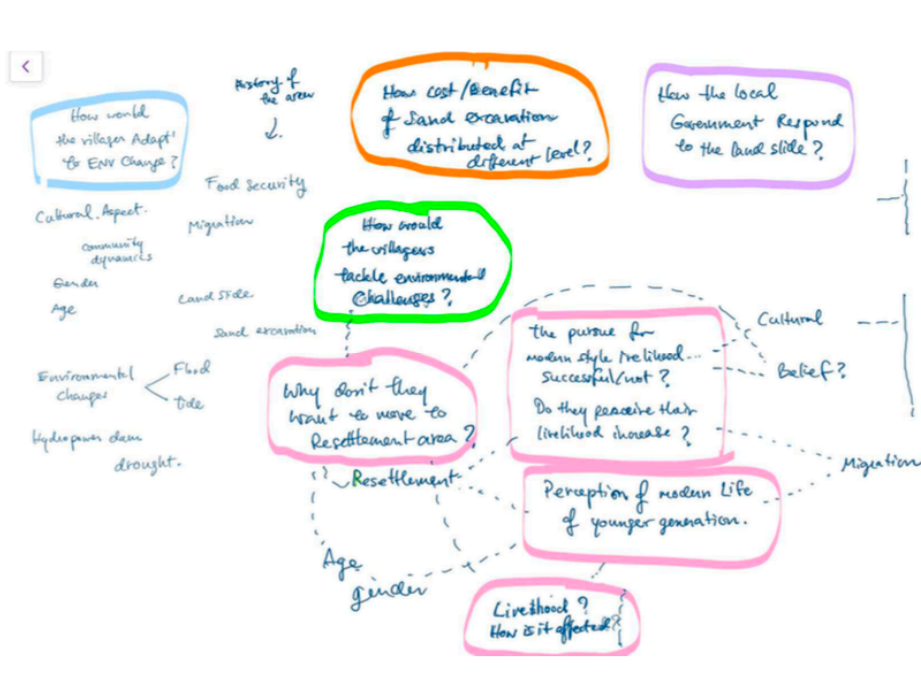 How would
the villager Adapt
to ENV Change?
History of
the area
How cost/Benefit
of Sand excavation
distributed at
different level?
How the local
Government Respond
to the land slide?
Food Security
Cultural Aspect.
Migration
community
dynamics
Gender
Age
Land Slide.
Sand excavation
Environmental
changes
Flood
Tide
Hydropower dam
drought.
How would
the villagers
tackle environmental
Challenges?
Why don't they
want to move to
Resettlement area?
the pursue for
modern style livelihood...
Successful/not?
Do they perceive their
livelihood increase?
Cultural
Belief?
Migration
Resettlement
Perception of modern Life
of younger generation.
Age
gender
Livelihood?
How is it affected?